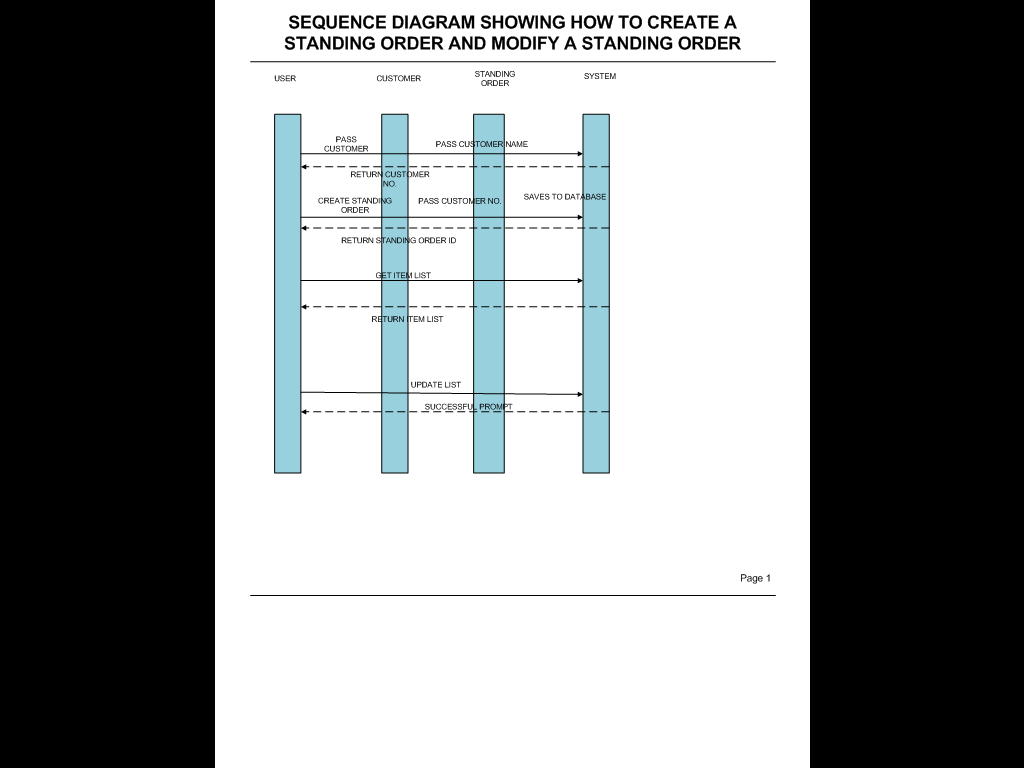 SEQUENCE DIAGRAM SHOWING HOW TO CREATE A
STANDING ORDER AND MODIFY A STANDING ORDER
USER
CUSTOMER
STANDING
ORDER
SYSTEM
PASS
CUSTOMER
PASS CUSTOMER NAME
RETURN CUSTOMER
NO.
CREATE STANDING
ORDER
PASS CUSTOMER NO.
SAVES TO DATABASE
RETURN STANDING ORDER ID
GET ITEM LIST
RETURN ITEM LIST
UPDATE LIST
SUCCESSFUL PROMPT
Page 1